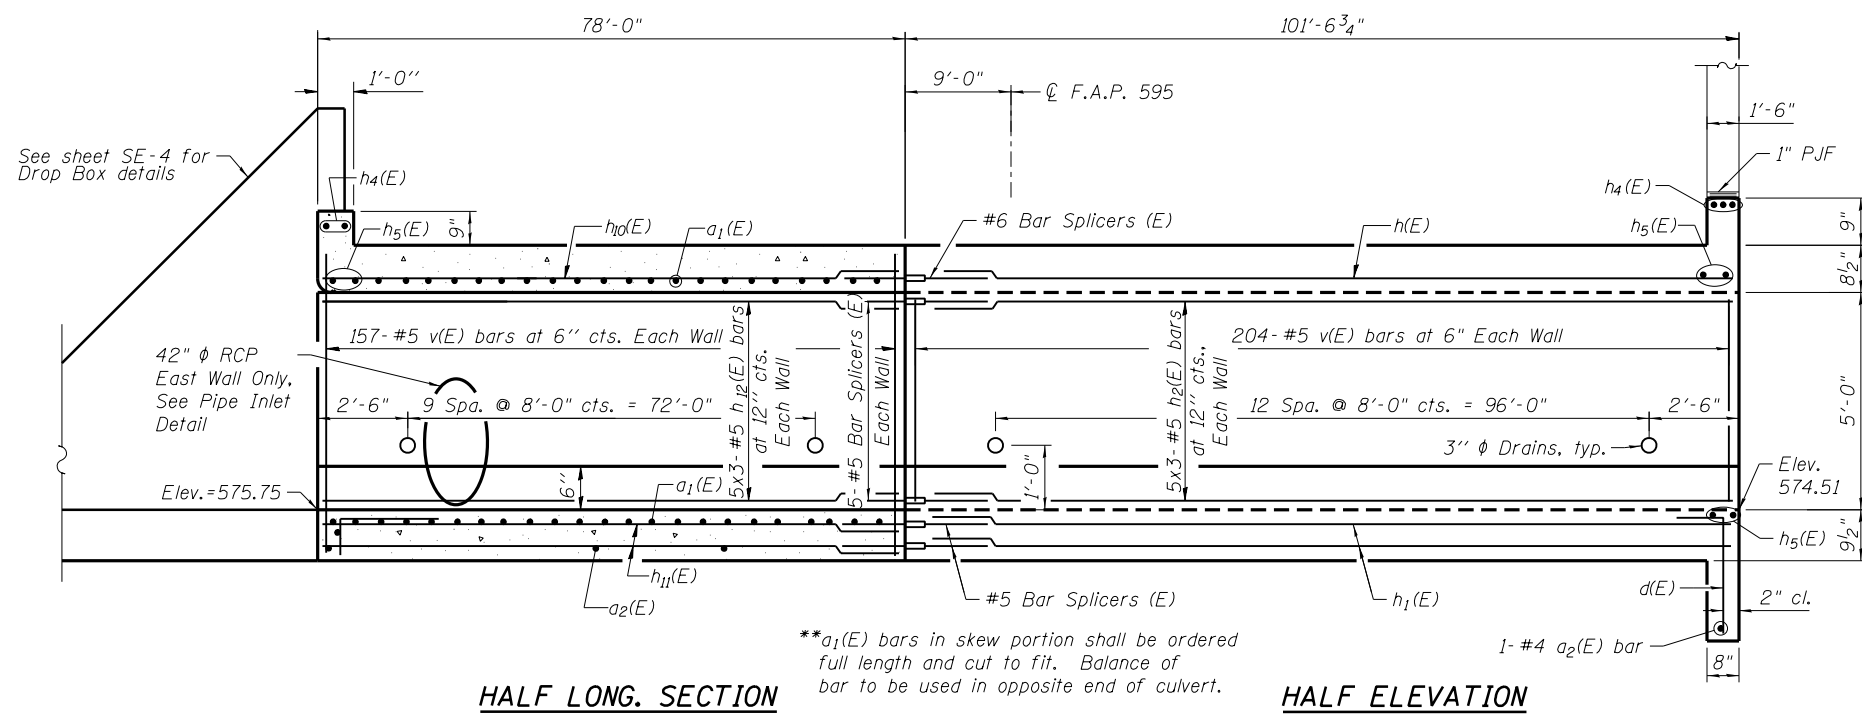 78'-0"
101'-6¾"
1'-0''
9'-0"
℄ F.A.P. 595
1'-6"
1" PJF
See sheet SE-4 for
Drop Box details
h4(E)
h5(E)
9"
h10(E)
a1(E)
#6 Bar Splicers (E)
h(E)
h4(E)
h5(E)
9"
8½"
157-#5 v(E) bars at 6'' cts. Each Wall
204-#5 v(E) bars at 6" Each Wall
42" ϕ RCP
East Wall Only,
See Pipe Inlet
Detail
5x3-#5 h12(E) bars
at 12'' cts.
Each Wall
5-#5 Bar Splicers (E)
Each Wall
5x3-#5 h2(E) bars
at 12" cts.,
Each Wall
5'-0"
2'-6"
9 Spa. @ 8'-0" cts. = 72'-0"
12 Spa. @ 8'-0" cts. = 96'-0"
2'-6"
3'' ϕ Drains, typ.
Elev.=575.75
6''
a1(E)
1'-0"
Elev.
574.51
h5(E)
9½"
h11(E)
a2(E)
#5 Bar Splicers (E)
h1(E)
d(E)
2" cl.
1-#4 a2(E) bar
8"
**a1(E) bars in skew portion shall be ordered
full length and cut to fit. Balance of
bar to be used in opposite end of culvert.
HALF LONG. SECTION
HALF ELEVATION